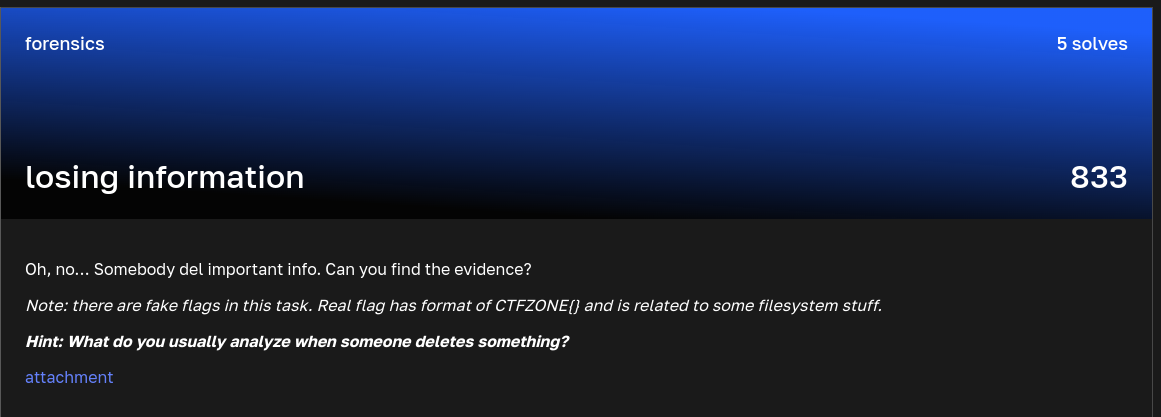 forensics
5 solves
losing information
833
Oh, no... Somebody del important info. Can you find the evidence?
Note: there are fake flags in this task. Real flag has format of CTFZONE{} and is related to some filesystem stuff.
Hint: What do you usually analyze when someone deletes something?
attachment